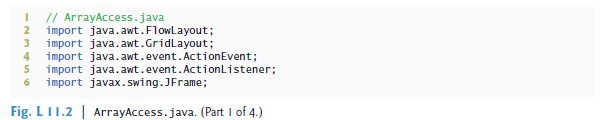 1 // ArrayAccess.java
2 import java.awt.FlowLayout;
3 import java.awt.GridLayout;
4 import java.awt.event.ActionEvent;
5 import java.awt.event.ActionListener;
6 import javax.swing.JFrame;
Fig. L 11.2 | ArrayAccess.java. (Part 1 of 4.)